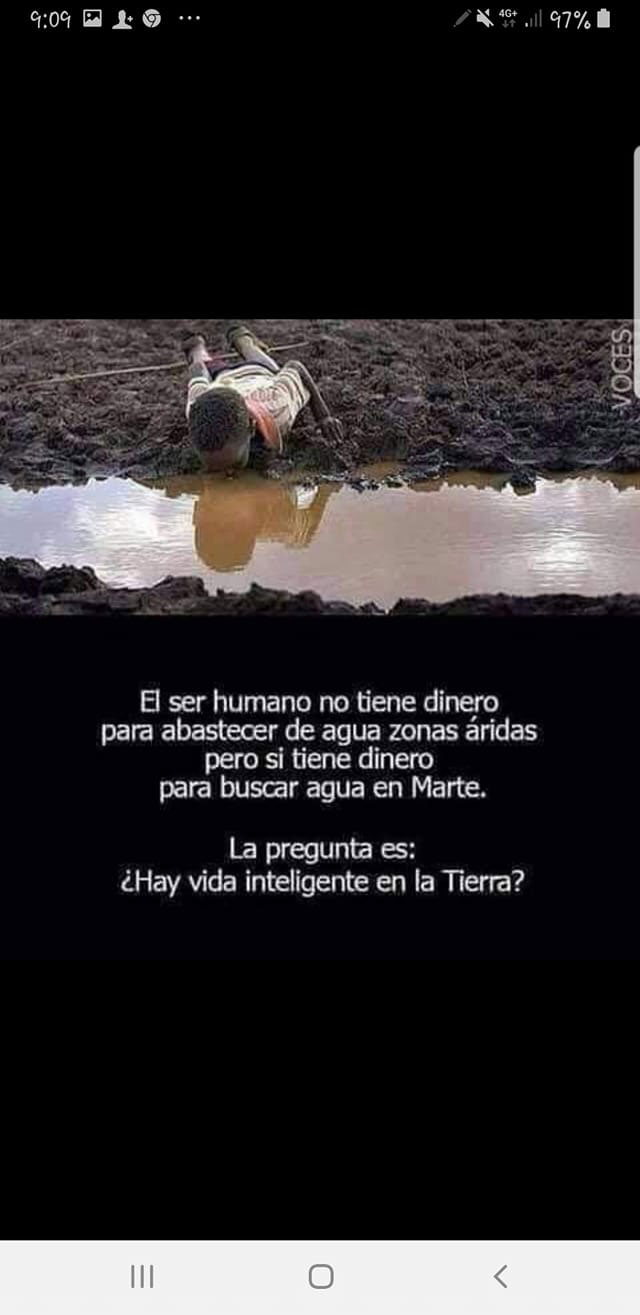 9:09
4G+
97%
VOCES
El ser humano no tiene dinero
para abastecer de agua zonas áridas
pero si tiene dinero
para buscar agua en Marte.
La pregunta es:
¿Hay vida inteligente en la Tierra?